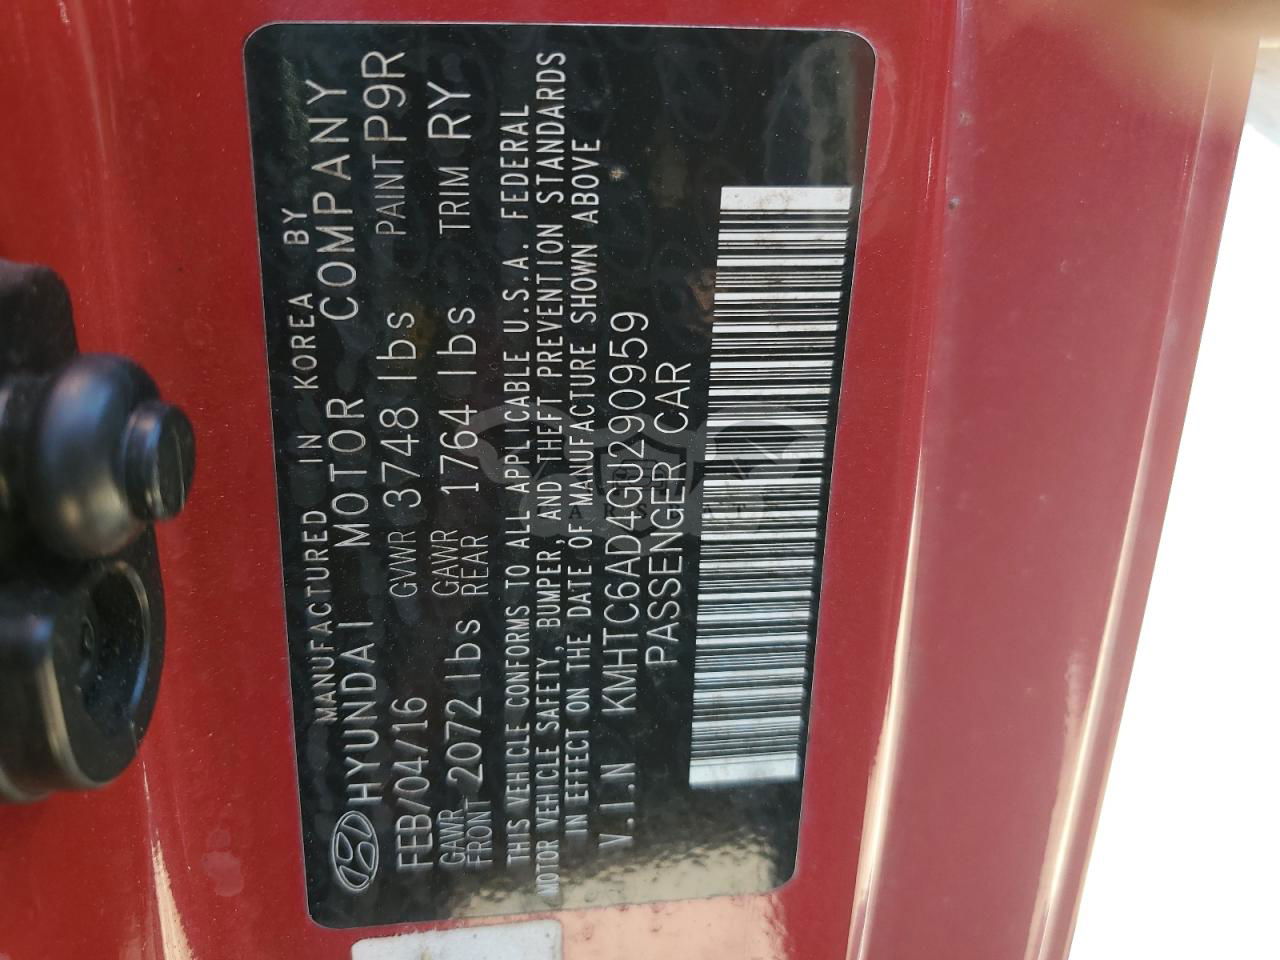 MANUFACTURED IN KOREA BY
HYUNDAI MOTOR COMPANY
FEB/04/16 GVWR 3748 lbs PAINT P9R
GAWR FRONT 2072 lbs GAWR REAR 1764 lbs TRIM RY
THIS VEHICLE CONFORMS TO ALL APPLICABLE U.S.A. FEDERAL
MOTOR VEHICLE SAFETY, BUMPER, AND THEFT PREVENTION STANDARDS
IN EFFECT ON THE DATE OF MANUFACTURE SHOWN ABOVE
V.I.N KMHTC6AD4GU290959
PASSENGER CAR